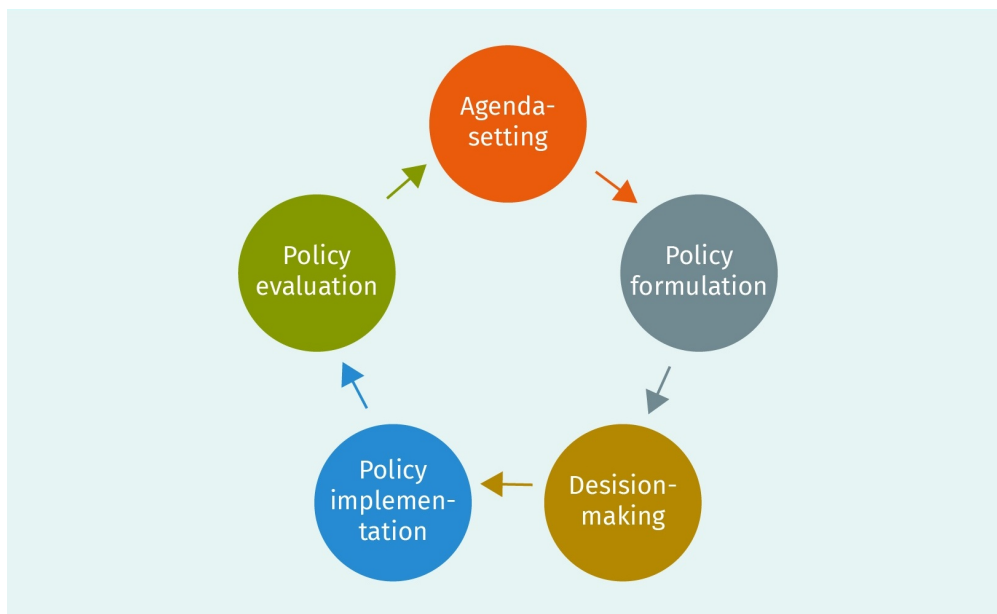 Agenda-
setting
Policy
formulation
Desision-
making
Policy
implemen-
tation
Policy
evaluation